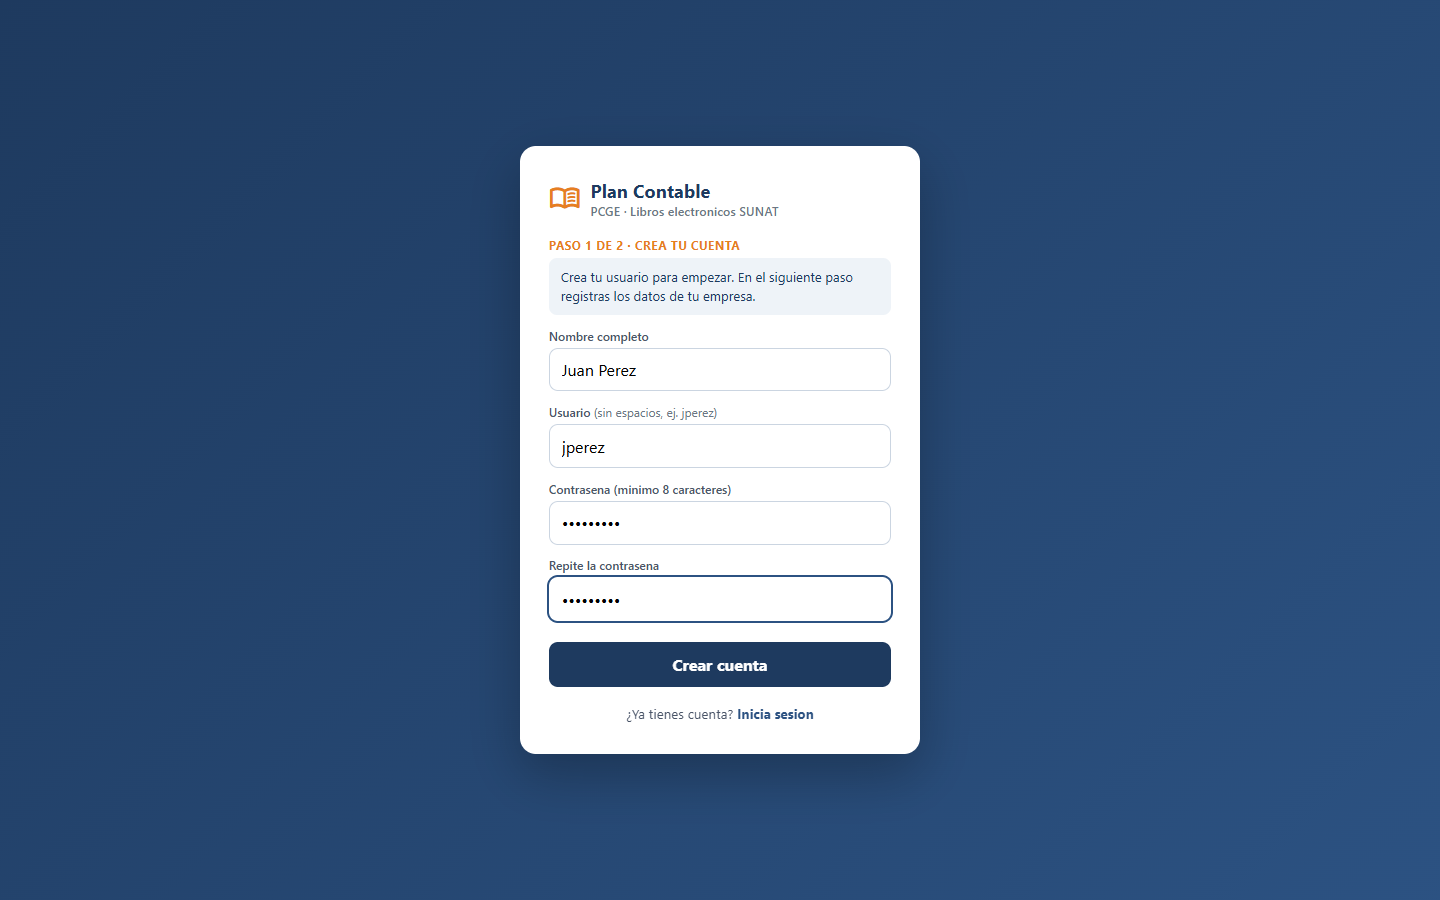 Plan Contable
PCGE · Libros electronicos SUNAT
PASO 1 DE 2 · CREA TU CUENTA
Crea tu usuario para empezar. En el siguiente paso
registras los datos de tu empresa.
Nombre completo
Juan Perez
Usuario (sin espacios, ej. jperez)
jperez
Contrasena (minimo 8 caracteres)
•••••••••
Repite la contrasena
•••••••••
Crear cuenta
¿Ya tienes cuenta? Inicia sesion